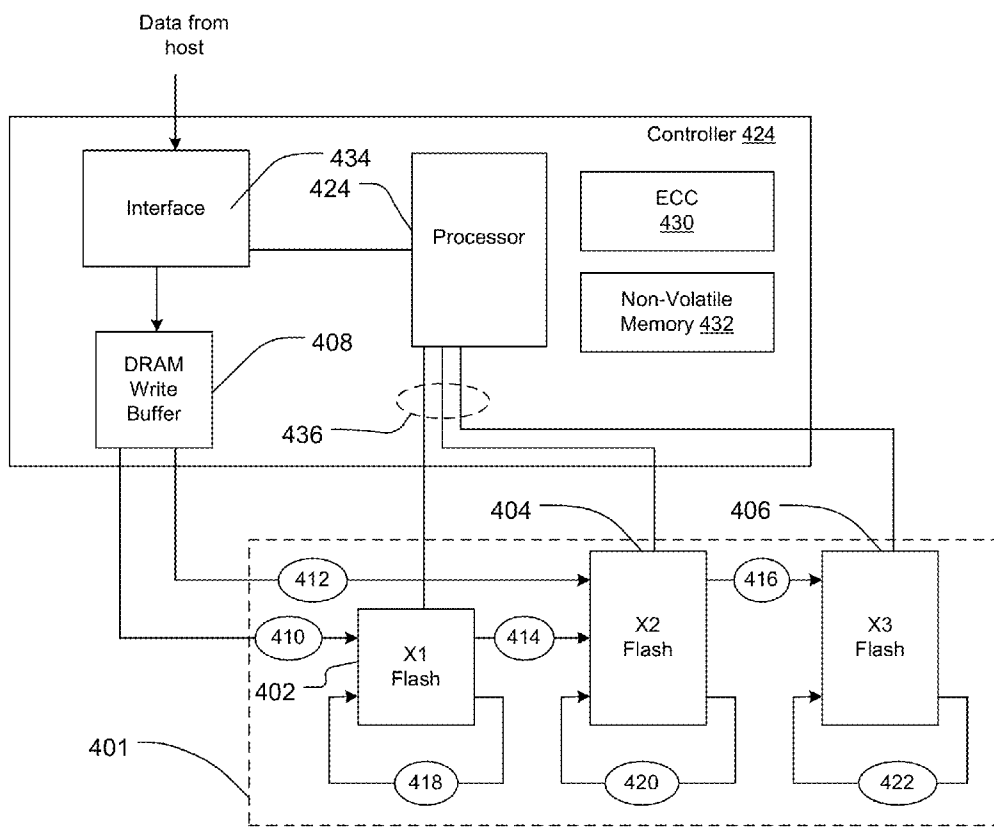 Data from
host
Controller 424
434
424
Interface
Processor
ECC
430
Non-Volatile
Memory 432
408
DRAM
Write
Buffer
436
404
406
412
416
410
414
X1
Flash
X2
Flash
X3
Flash
402
401
418
420
422